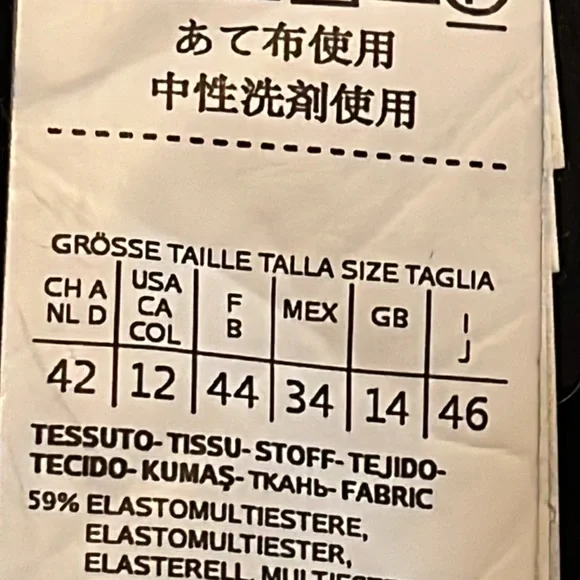 あて布使用
中性洗剤使用
GRÖSSE TAILLE TALLA SIZE TAGLIA
CH A NL D | USA CA COL | F B | MEX | GB | I J
42 | 12 | 44 | 34 | 14 | 46
TESSUTO-TISSU-STOFF-TEJIDO-
TECIDO-KUMAŞ-ТКАНЬ-FABRIC
59% ELASTOMULTIESTERE,
ELASTOMULTIESTER,
ELASTERELL,